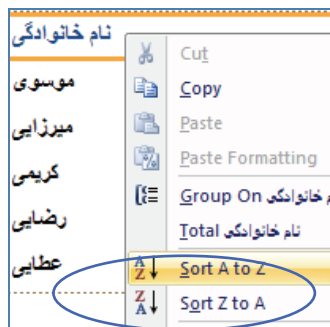 نام خانوادگی
موسوی
میرزایی
کریمی
رضایی
عطایی
Cut
Copy
Paste
Paste Formatting
Group On نام خانوادگی
Total نام خانوادگی
Sort A to Z
Sort Z to A